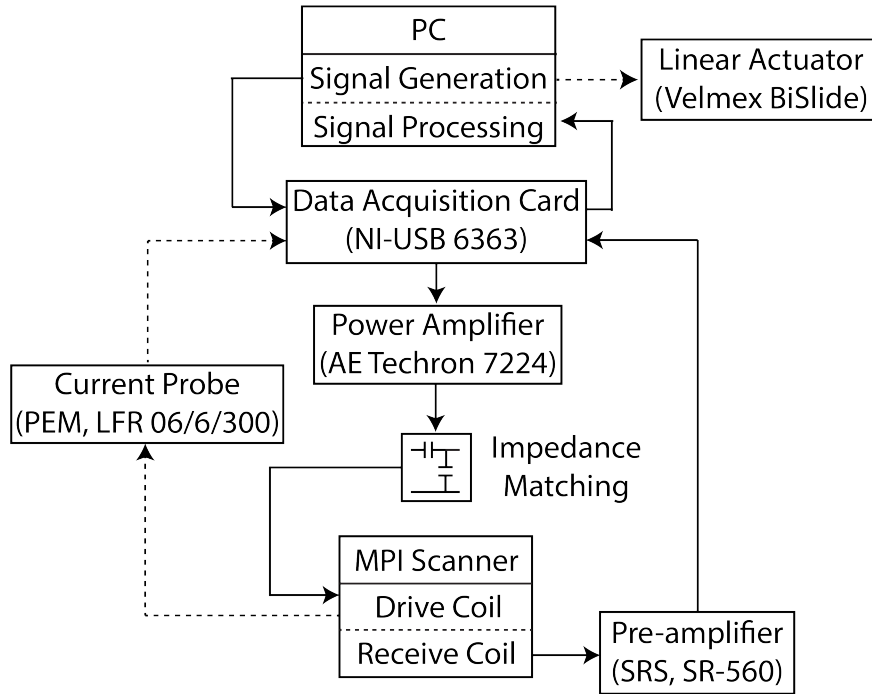 PC
Signal Generation
Signal Processing
Linear Actuator
(Velmex BiSlide)
Data Acquisition Card
(NI-USB 6363)
Power Amplifier
(AE Techron 7224)
Current Probe
(PEM, LFR 06/6/300)
Impedance
Matching
MPI Scanner
Drive Coil
Receive Coil
Pre-amplifier
(SRS, SR-560)